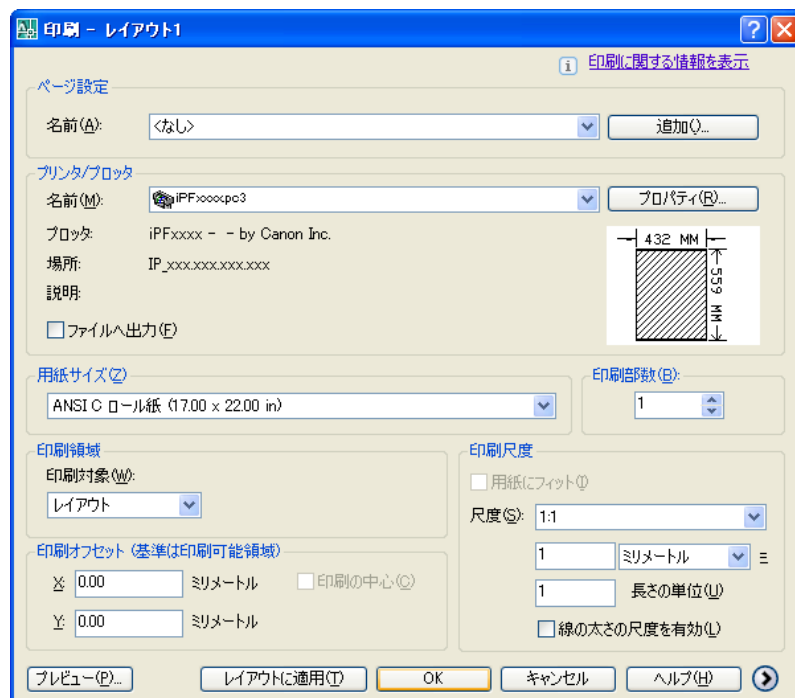 印刷 - レイアウト1
印刷に関する情報を表示
ページ設定
名前(A): <なし> 追加()...
プリンタ/プロッタ
名前(M): iPFxxxx.pc3 プロパティ(R)...
プロッタ: iPFxxxx - - by Canon Inc.
場所: IP_xxx.xxx.xxx.xxx
説明:
432 MM
559 MM
ファイルへ出力(F)
用紙サイズ(Z)
ANSI C ロール紙 (17.00 x 22.00 in)
印刷部数(B):
1
印刷領域
印刷対象(W):
レイアウト
印刷オフセット (基準は印刷可能領域)
X: 0.00 ミリメートル 印刷の中心(C)
Y: 0.00 ミリメートル
印刷尺度
用紙にフィット(I)
尺度(S): 1:1
1 ミリメートル =
1 長さの単位(U)
線の太さの尺度を有効(L)
プレビュー(P)... レイアウトに適用(T) OK キャンセル ヘルプ(H)